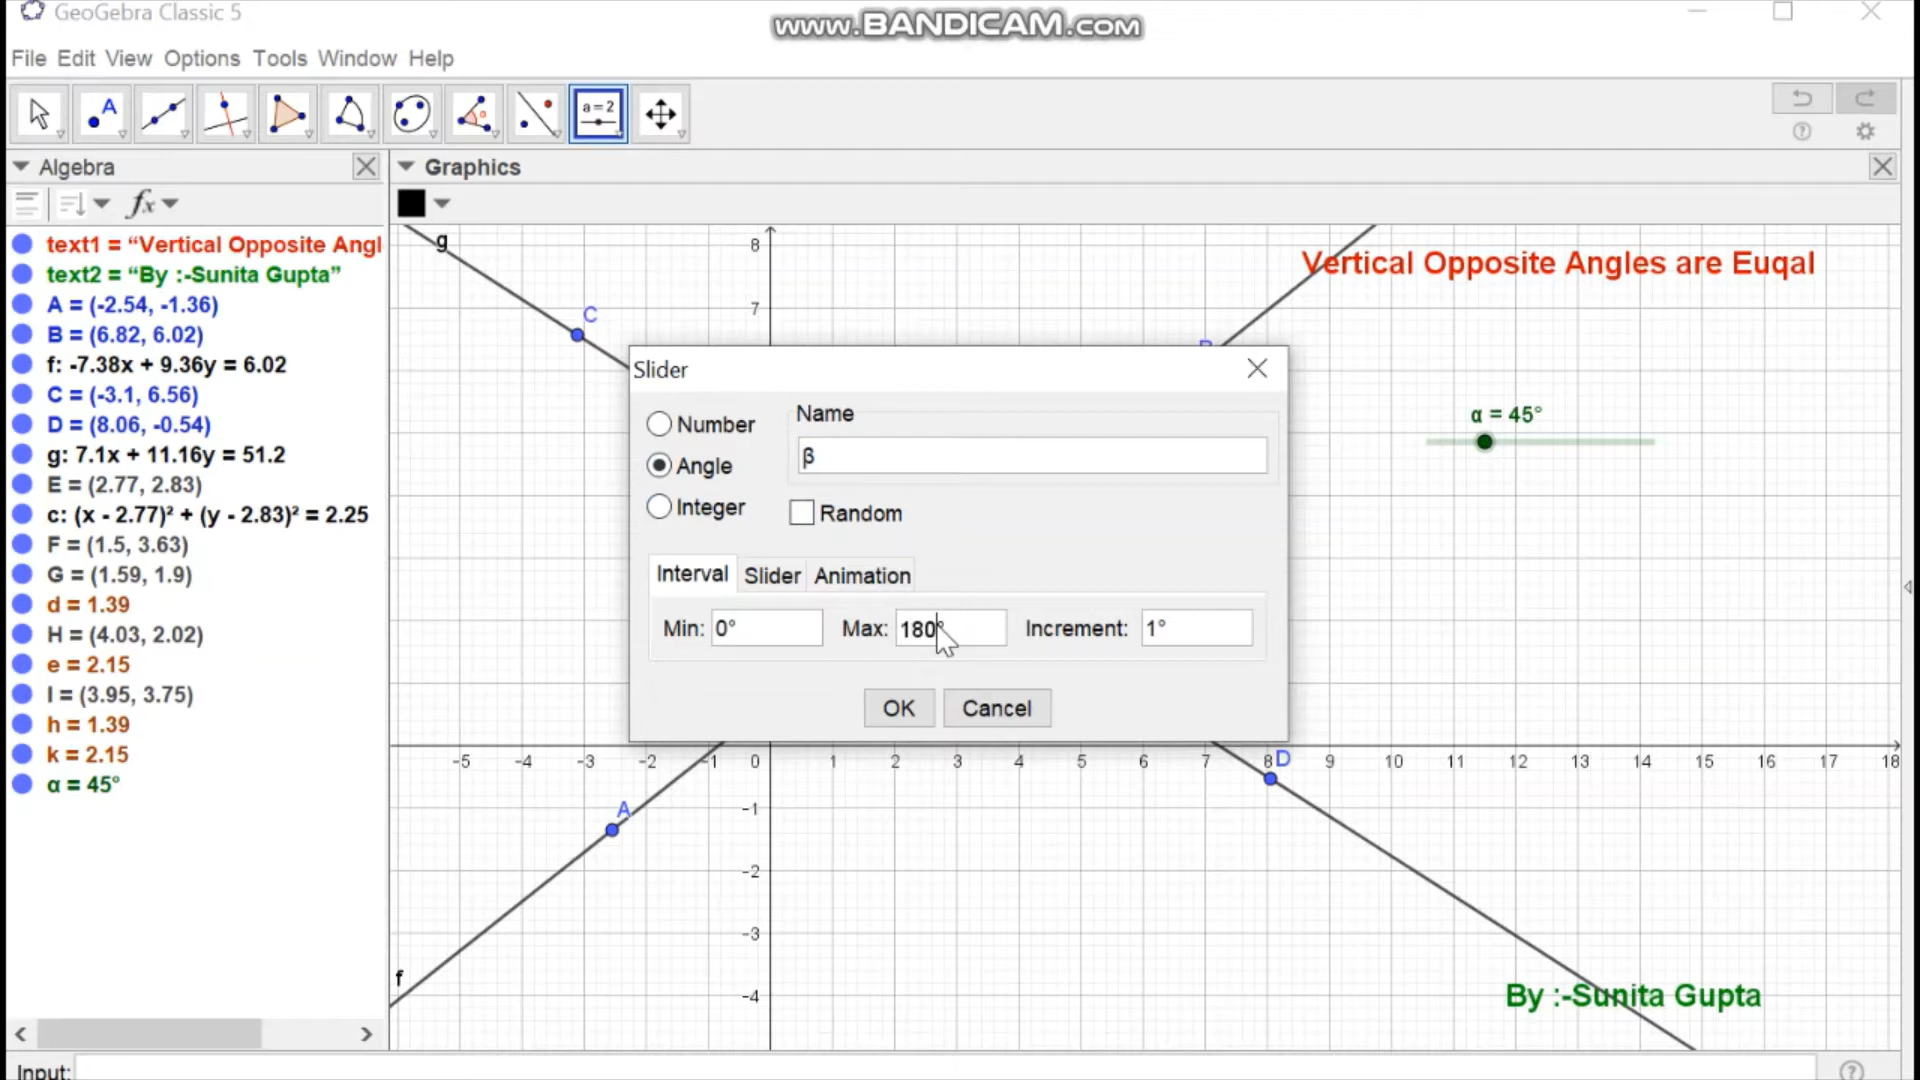 GeoGebra Classic 5
www.BANDICAM.com
File Edit View Options Tools Window Help
A
a = 2
Algebra
Graphics
fx
text1 = “Vertical Opposite Angl
text2 = “By :-Sunita Gupta”
A = (-2.54, -1.36)
B = (6.82, 6.02)
f: -7.38x + 9.36y = 6.02
C = (-3.1, 6.56)
D = (8.06, -0.54)
g: 7.1x + 11.16y = 51.2
E = (2.77, 2.83)
c: (x - 2.77)² + (y - 2.83)² = 2.25
F = (1.5, 3.63)
G = (1.59, 1.9)
d = 1.39
H = (4.03, 2.02)
e = 2.15
I = (3.95, 3.75)
h = 1.39
k = 2.15
α = 45°
g
8
Vertical Opposite Angles are Euqal
7
C
α = 45°
Slider
Number
Angle
Integer
Name
β
Random
Interval Slider Animation
Min: 0° Max: 180° Increment: 1°
OK Cancel
-5 -4 -3 -2 -1 0 1 2 3 4 5 6 7 8 9 10 11 12 13 14 15 16 17 18
D
A
-1
-2
-3
-4
f
By :-Sunita Gupta
Input: